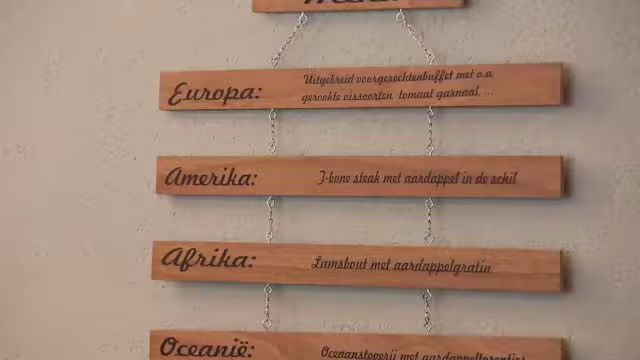 Europa: Uitgebreid voorgerechtenbuffet met o.a.
gerookte vissoorten, tomaat garnaal, ...
Amerika: T-bone steak met aardappel in de schil
Afrika: Lamsbout met aardappelgratin
Oceanië: Oceaanstoverij met aardappeltorentjes